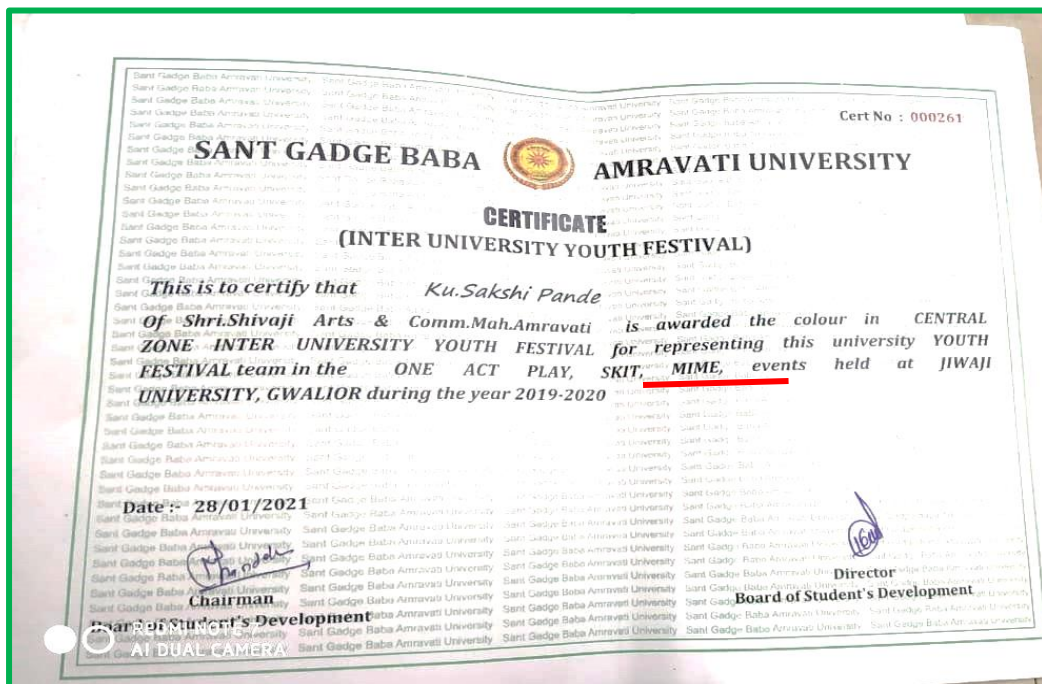 Cert No : 000261
SANT GADGE BABA AMRAVATI UNIVERSITY
CERTIFICATE
(INTER UNIVERSITY YOUTH FESTIVAL)
This is to certify that Ku.Sakshi Pande
Of Shri.Shivaji Arts & Comm.Mah.Amravati is awarded the colour in CENTRAL
ZONE INTER UNIVERSITY YOUTH FESTIVAL for representing this university YOUTH
FESTIVAL team in the ONE ACT PLAY, SKIT, MIME, events held at JIWAJI
UNIVERSITY, GWALIOR during the year 2019-2020
Date :- 28/01/2021
Chairman
Board of Student's Development
Director
Board of Student's Development
REDMI NOTE 7
AI DUAL CAMERA